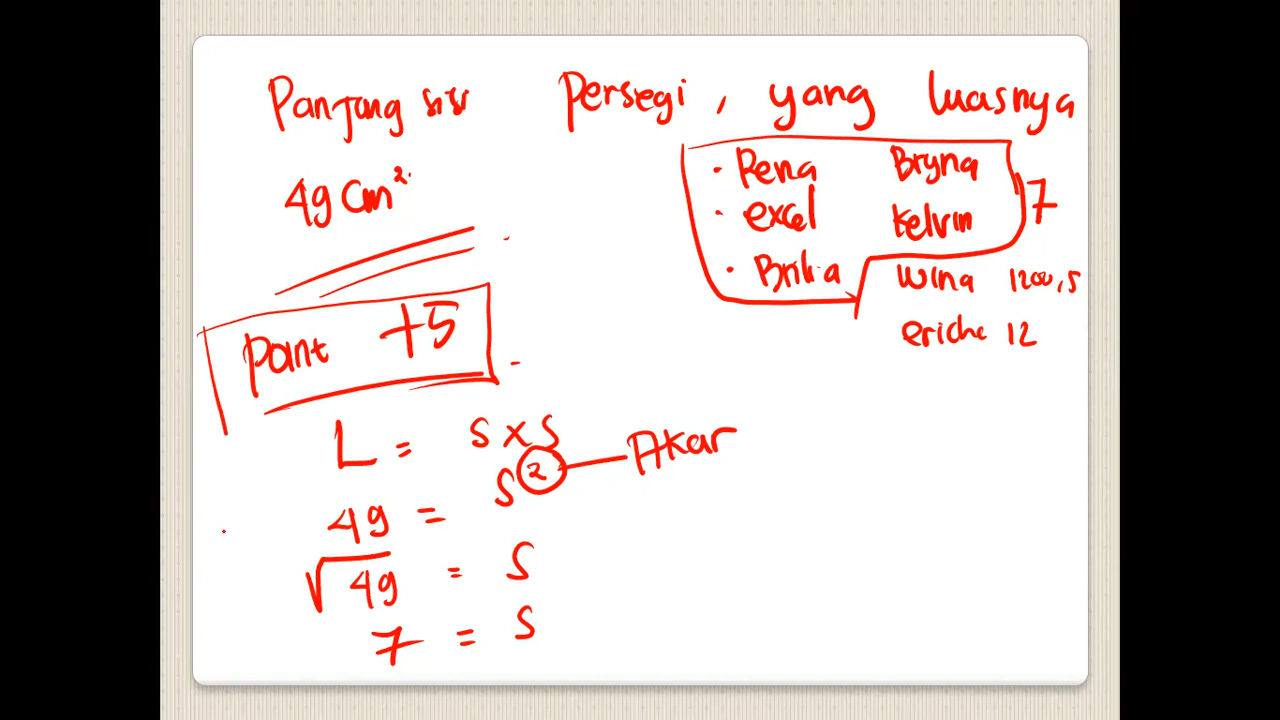 Panjang sisi Persegi, yang luasnya
49 cm²
• Rena Bryna
• excel Kelvin 7
• Brilia wina 1200,5
eriche 12
Point +5
L = s x s
49 = s² Akar
√49 = s
7 = s